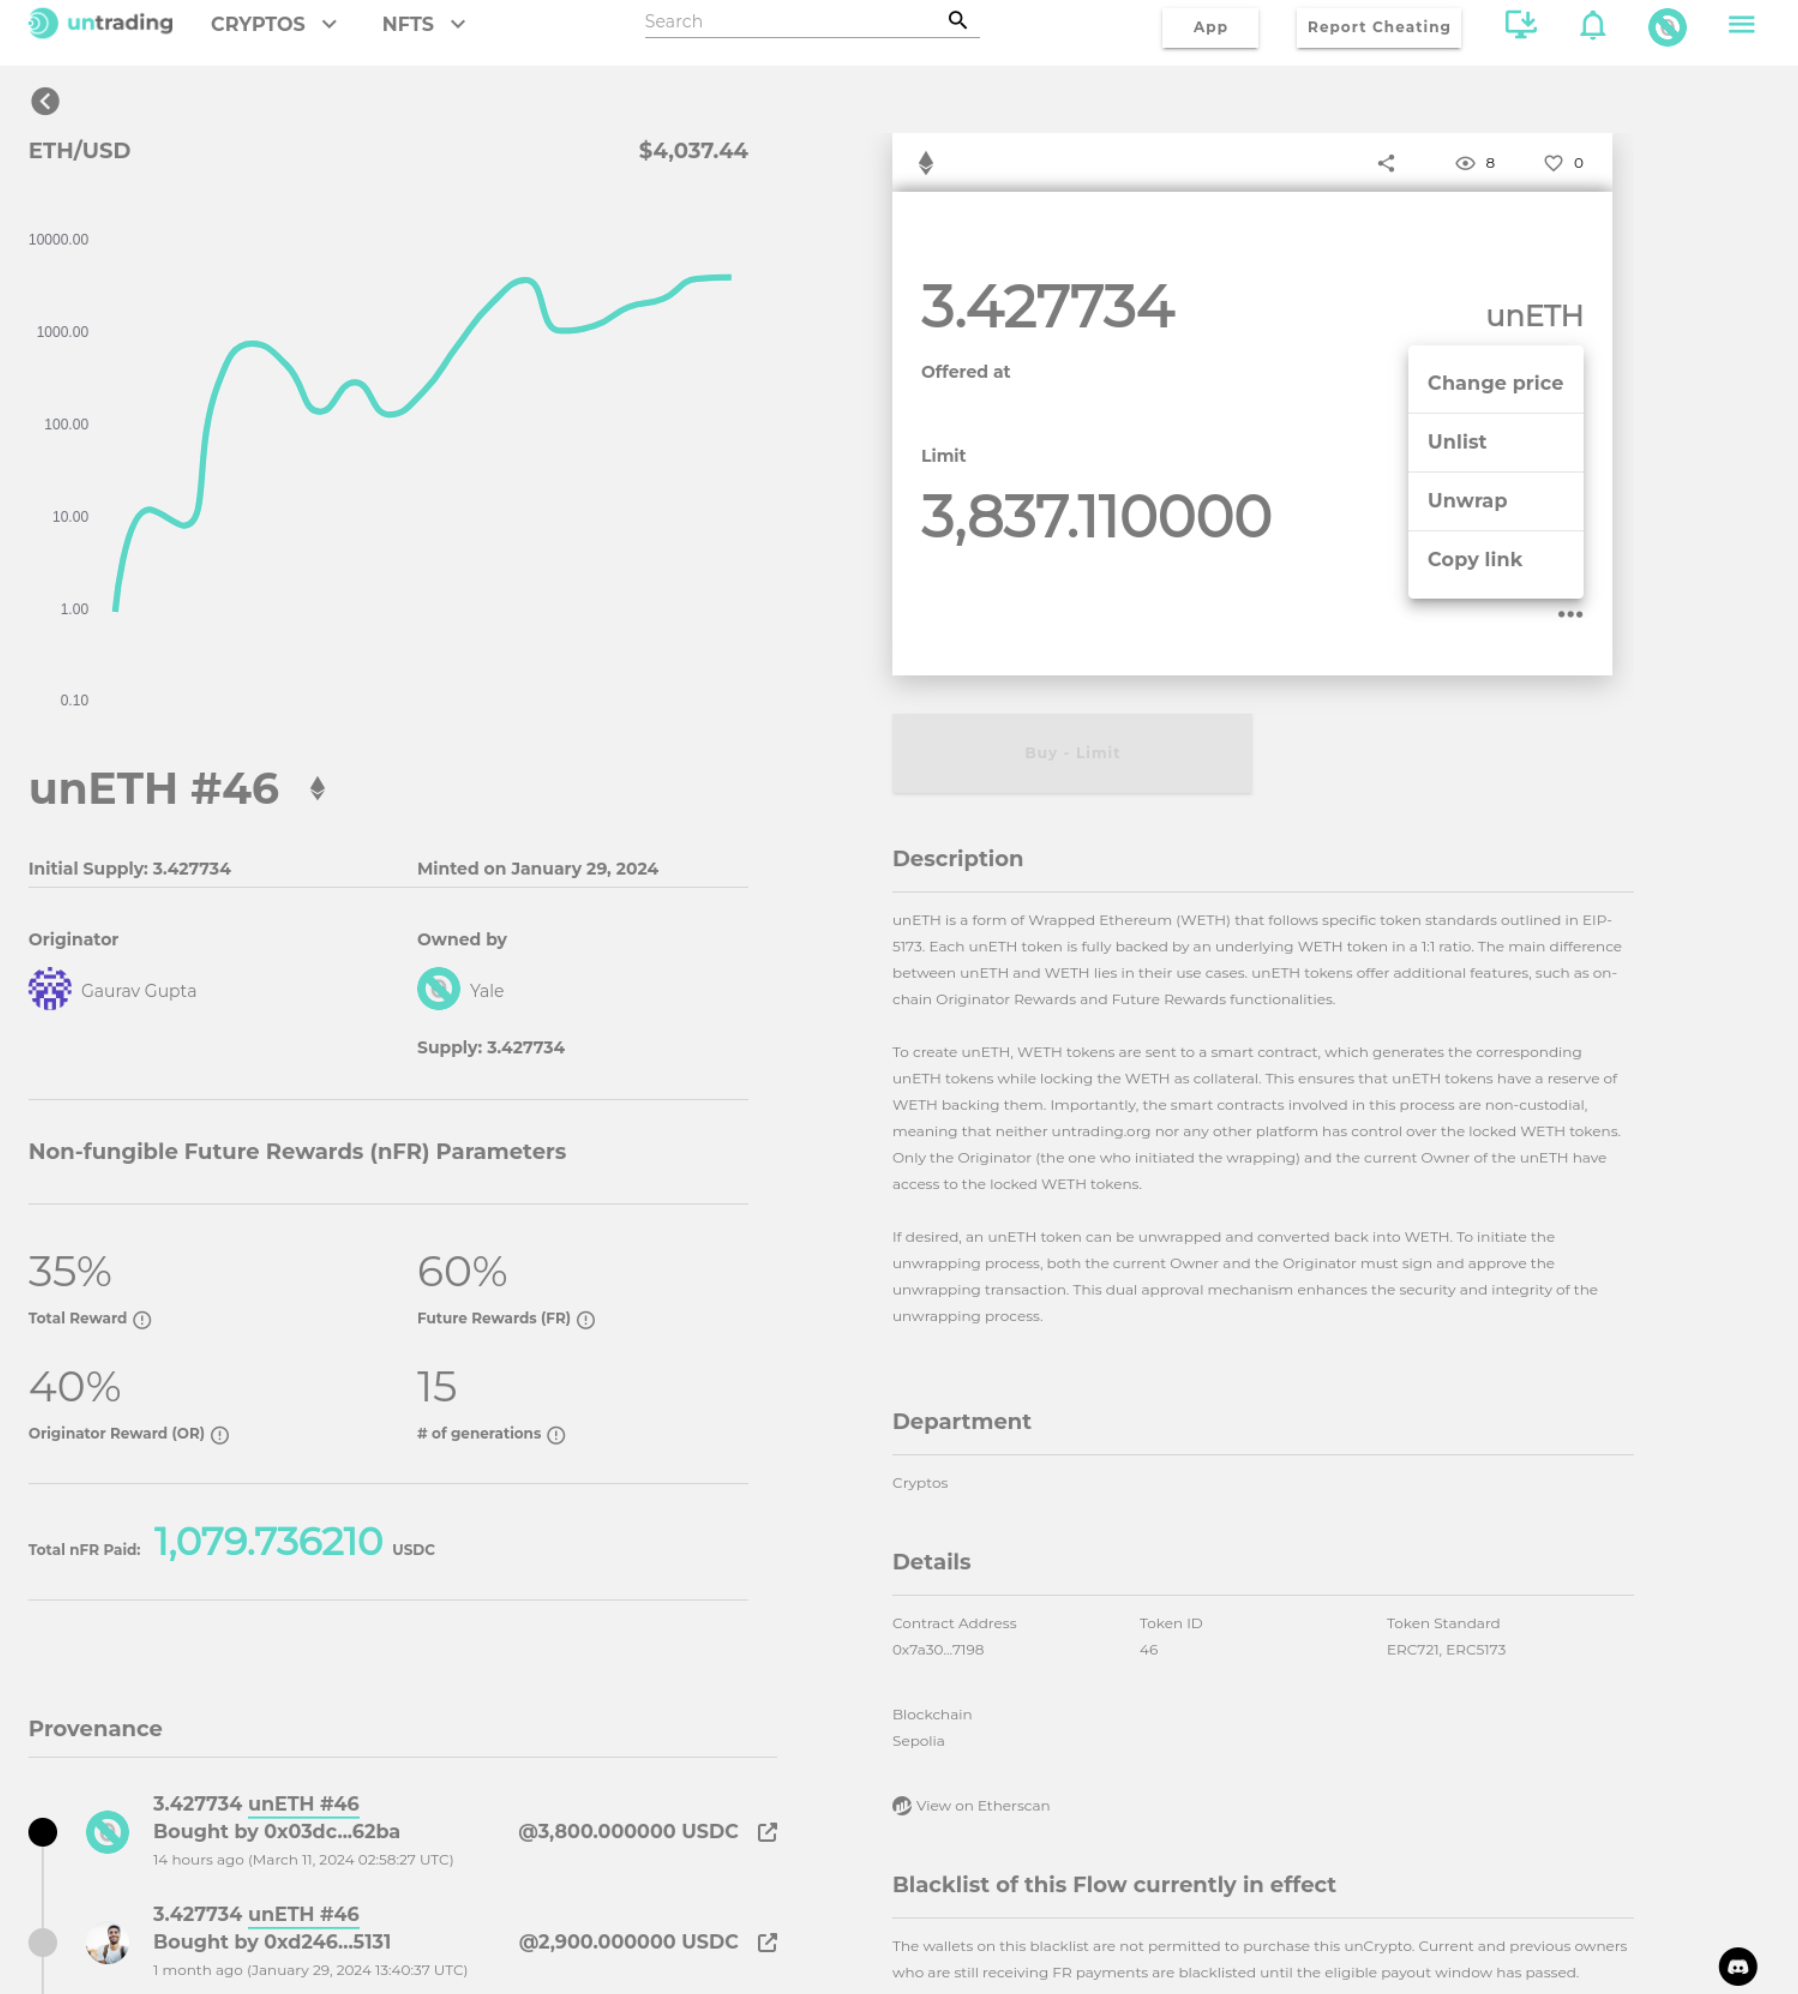 untrading
CRYPTOS
NFTS
Search
App
Report Cheating
ETH/USD
$4,037.44
10000.00
1000.00
100.00
10.00
1.00
0.10
8
0
3.427734
unETH
Offered at
Limit
3,837.110000
Change price
Unlist
Unwrap
Copy link
Buy - Limit
unETH #46
Initial Supply: 3.427734
Minted on January 29, 2024
Originator
Gaurav Gupta
Owned by
Yale
Supply: 3.427734
Non-fungible Future Rewards (nFR) Parameters
35%
Total Reward
60%
Future Rewards (FR)
40%
Originator Reward (OR)
15
# of generations
Total nFR Paid: 1,079.736210 USDC
Provenance
3.427734 unETH #46
Bought by 0x03dc...62ba
@3,800.000000 USDC
14 hours ago (March 11, 2024 02:58:27 UTC)
3.427734 unETH #46
Bought by 0xd246...5131
@2,900.000000 USDC
1 month ago (January 29, 2024 13:40:37 UTC)
Description
unETH is a form of Wrapped Ethereum (WETH) that follows specific token standards outlined in EIP-
5173. Each unETH token is fully backed by an underlying WETH token in a 1:1 ratio. The main difference
between unETH and WETH lies in their use cases. unETH tokens offer additional features, such as on-
chain Originator Rewards and Future Rewards functionalities.
To create unETH, WETH tokens are sent to a smart contract, which generates the corresponding
unETH tokens while locking the WETH as collateral. This ensures that unETH tokens have a reserve of
WETH backing them. Importantly, the smart contracts involved in this process are non-custodial,
meaning that neither untrading.org nor any other platform has control over the locked WETH tokens.
Only the Originator (the one who initiated the wrapping) and the current Owner of the unETH have
access to the locked WETH tokens.
If desired, an unETH token can be unwrapped and converted back into WETH. To initiate the
unwrapping process, both the current Owner and the Originator must sign and approve the
unwrapping transaction. This dual approval mechanism enhances the security and integrity of the
unwrapping process.
Department
Cryptos
Details
Contract Address
0x7a30...7198
Token ID
46
Token Standard
ERC721, ERC5173
Blockchain
Sepolia
View on Etherscan
Blacklist of this Flow currently in effect
The wallets on this blacklist are not permitted to purchase this unCrypto. Current and previous owners
who are still receiving FR payments are blacklisted until the eligible payout window has passed.